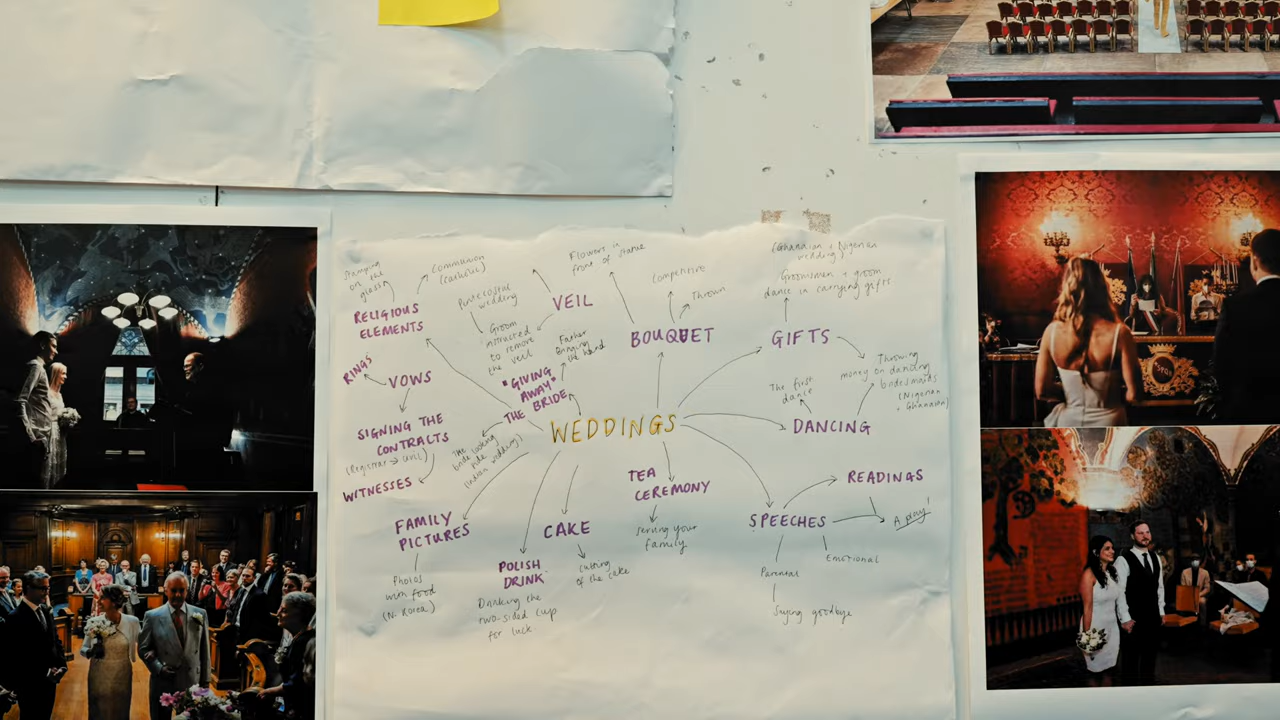 Stamping
on the
glass
Communion
(catholic)
RELIGIOUS
ELEMENTS
Pentecostal
wedding
Groom
instructed
to remove
the veil
VEIL
Flowers in
front of statue
Competitive
Thrown
BOUQUET
Ghanaian + Nigerian
wedding
Groomsmen + groom
dance in carrying gifts
GIFTS
Throwing
money on dancing
bridesmaids
(Nigerian
+ Ghanaian)
The first
dance
DANCING
Father
Bringing
the hand
"GIVING
AWAY"
THE BRIDE
The
bride
(Indian wedding)
RINGS
VOWS
SIGNING THE
CONTRACTS
(Registrar → civil)
WITNESSES
WEDDINGS
FAMILY
PICTURES
Photos
with food
(N. Korea)
POLISH
DRINK
Drinking the
two-sided cup
for luck
CAKE
Cutting
of the cake
TEA
CEREMONY
Serving your
family
SPEECHES
READINGS
A play!
Emotional
Parental
Saying goodbye